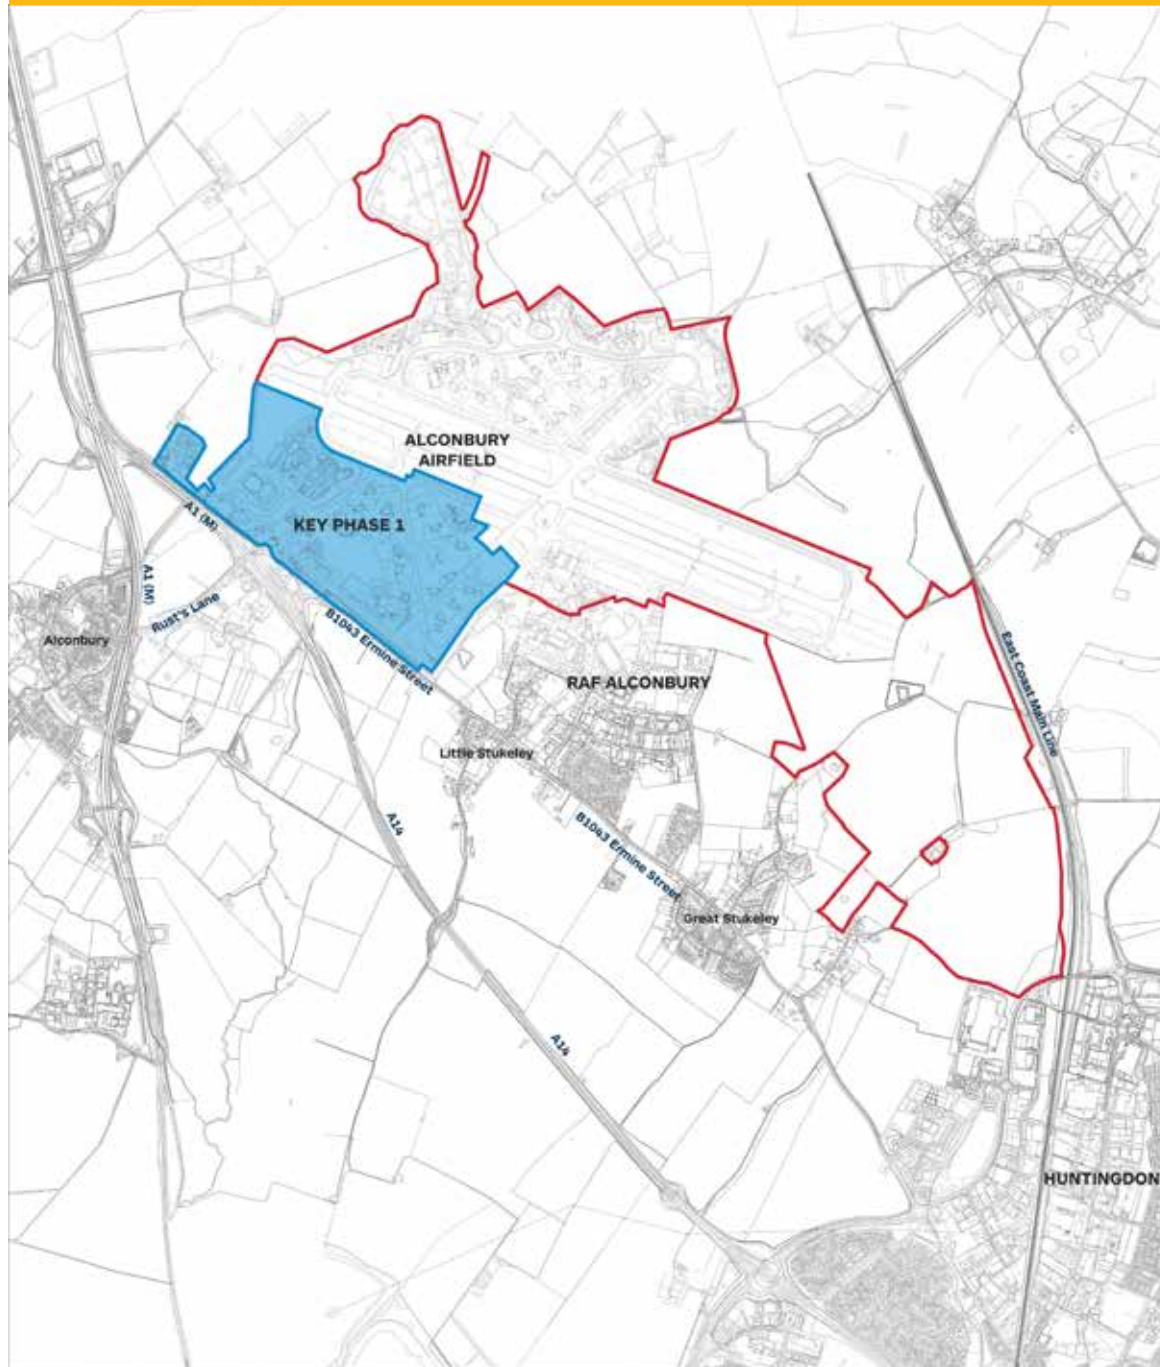 ALCONBURY
AIRFIELD
KEY PHASE 1
A1 (M)
A1 (M)
Rust's Lane
Alconbury
B1043 Ermine Street
RAF ALCONBURY
East Coast Main Line
Little Stukeley
A14
B1043 Ermine Street
Great Stukeley
A14
HUNTINGDON